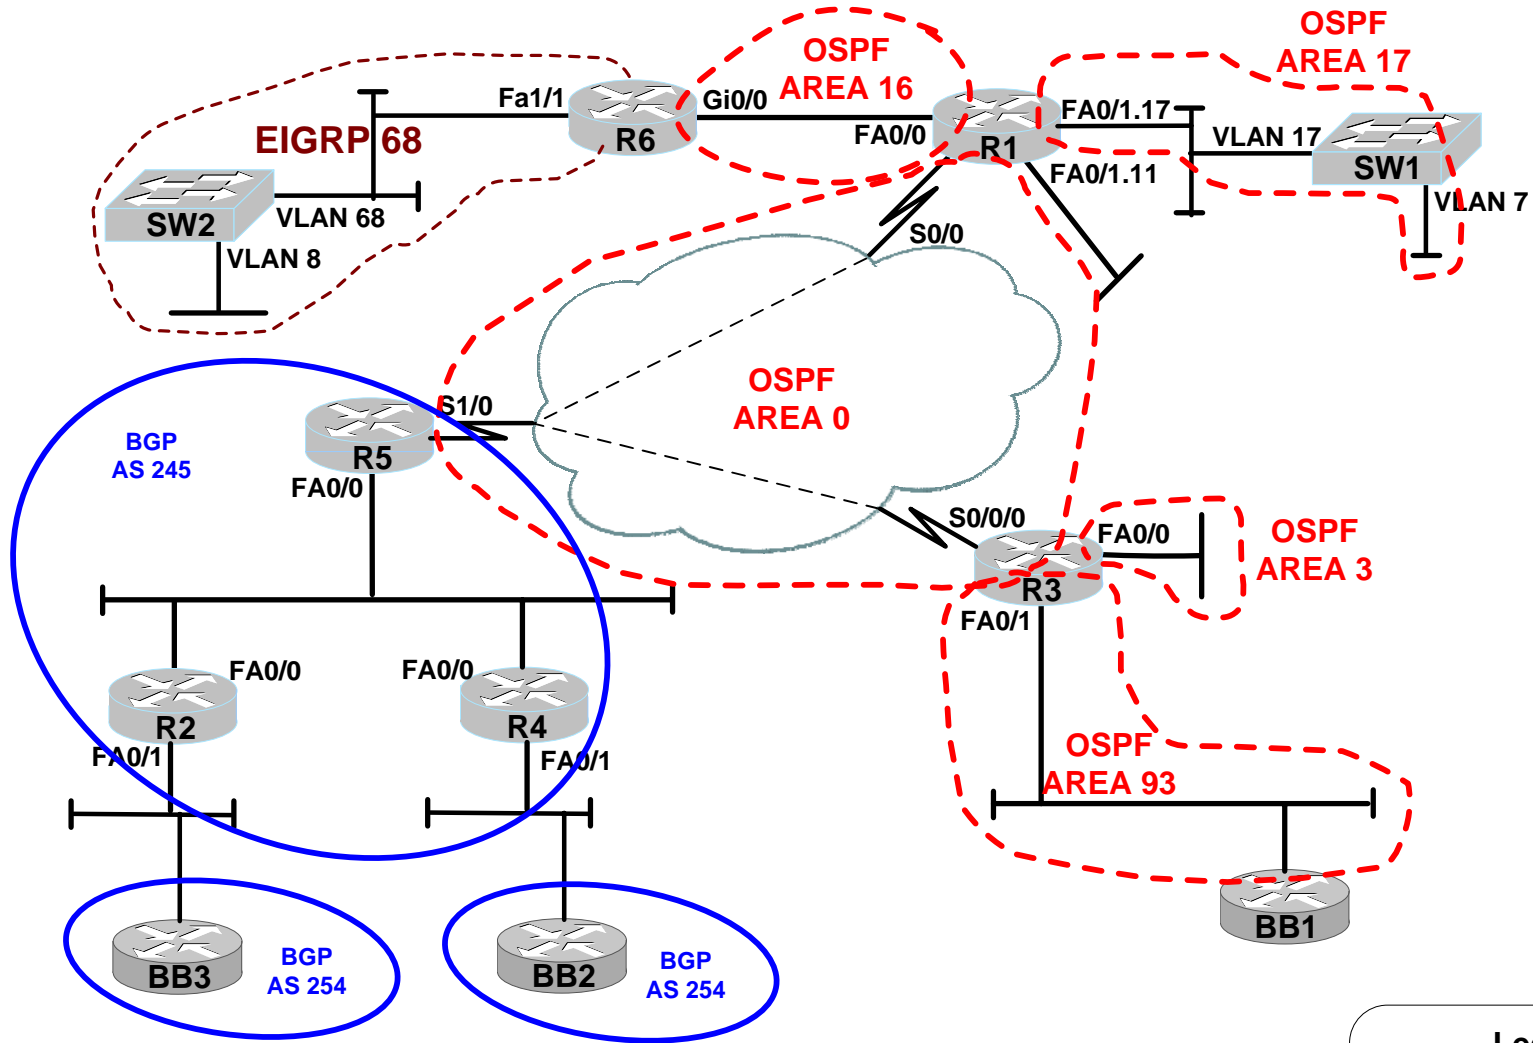 OSPF
AREA 17
OSPF
AREA 16
Fa1/1
Gi0/0
FA0/1.17
R6
FA0/0
R1
VLAN 17
SW1
EIGRP 68
FA0/1.11
VLAN 7
SW2
VLAN 68
S0/0
VLAN 8
OSPF
AREA 0
S1/0
BGP
AS 245
R5
FA0/0
S0/0/0
FA0/0
OSPF
AREA 3
R3
FA0/1
FA0/0
FA0/0
R2
R4
FA0/1
FA0/1
OSPF
AREA 93
BB1
BB3
BGP
AS 254
BB2
BGP
AS 254